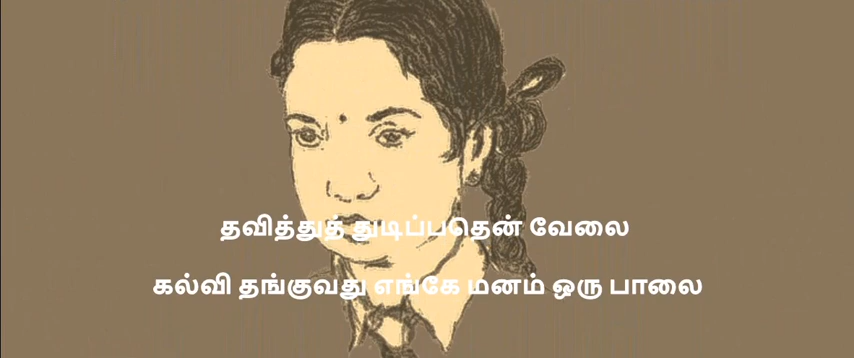 தவித்துத் துடிப்பதென் வேலை
கல்வி தங்குவது எங்கே மனம் ஒரு பாலை